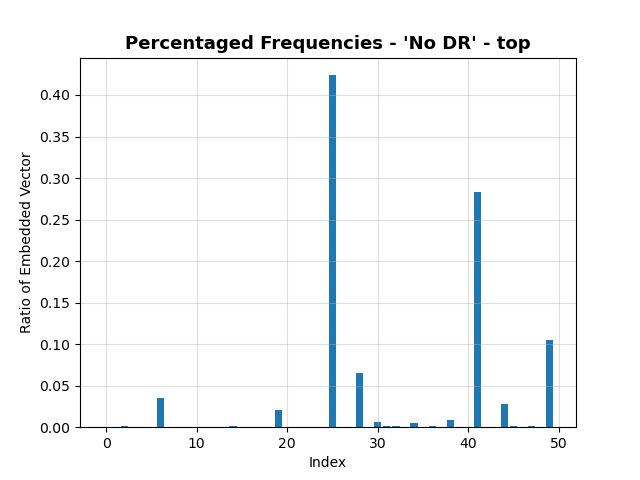 Percentaged Frequencies - 'No DR' - top
Ratio of Embedded Vector
0.40
0.35
0.30
0.25
0.20
0.15
0.10
0.05
0.00
0 10 20 30 40 50
Index